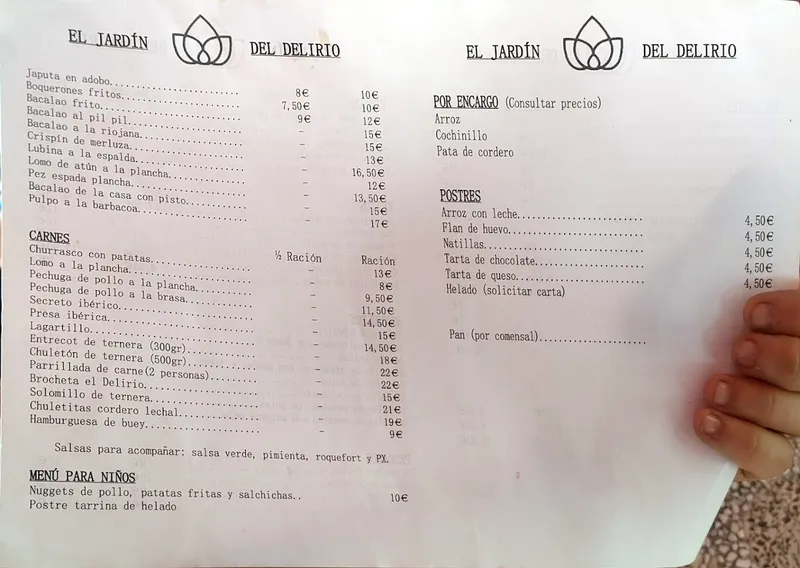 EL JARDÍN DEL DELIRIO
Japuta en adobo........................ 8€ 10€
Boquerones fritos...................... 7,50€ 10€
Bacalao frito.......................... 9€ 12€
Bacalao al pil pil..................... - 15€
Bacalao a la riojana................... - 15€
Crispín de merluza..................... - 13€
Lubina a la espalda.................... - 16,50€
Lomo de atún a la plancha.............. - 12€
Pez espada plancha..................... - 13,50€
Bacalao de la casa con pisto........... - 15€
Pulpo a la barbacoa.................... - 17€
CARNES ½ Ración Ración
Churrasco con patatas.................. - 13€
Lomo a la plancha...................... - 8€
Pechuga de pollo a la plancha.......... - 9,50€
Pechuga de pollo a la brasa............ - 11,50€
Secreto ibérico........................ - 14,50€
Presa ibérica.......................... - 15€
Lagartillo............................. - 14,50€
Entrecot de ternera (300gr)............ - 18€
Chuletón de ternera (500gr)............ - 22€
Parrillada de carne(2 personas)........ - 22€
Brocheta el Delirio.................... - 15€
Solomillo de ternera................... - 21€
Chuletitas cordero lechal.............. - 19€
Hamburguesa de buey.................... - 9€
Salsas para acompañar: salsa verde, pimienta, roquefort y PX.
MENÚ PARA NIÑOS
Nuggets de pollo, patatas fritas y salchichas.. 10€
Postre tarrina de helado
EL JARDÍN DEL DELIRIO
POR ENCARGO (Consultar precios)
Arroz
Cochinillo
Pata de cordero
POSTRES
Arroz con leche..................... 4,50€
Flan de huevo....................... 4,50€
Natillas............................ 4,50€
Tarta de chocolate.................. 4,50€
Tarta de queso...................... 4,50€
Helado (solicitar carta)
Pan (por comensal)..................